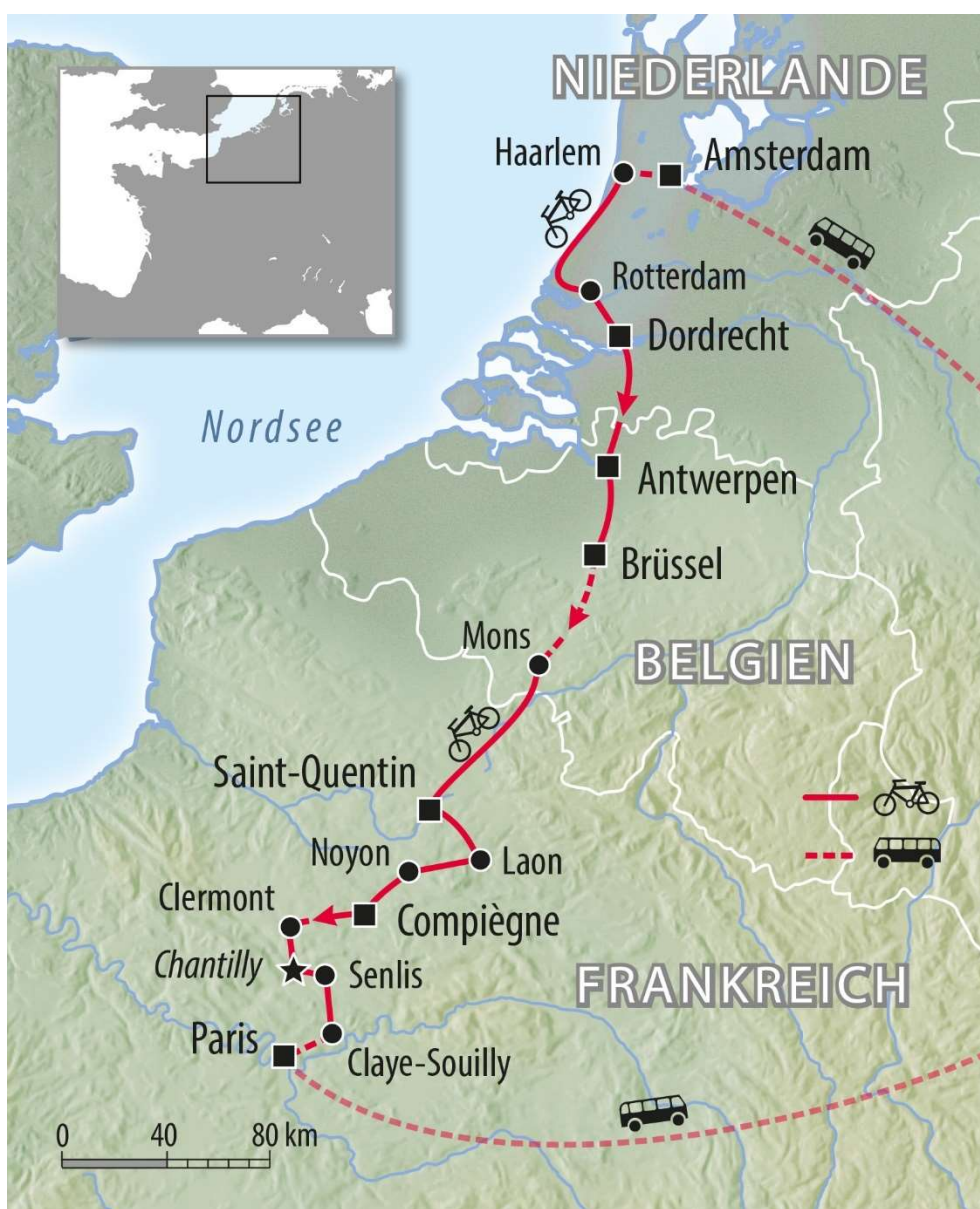 NIEDERLANDE
Haarlem
Amsterdam
Rotterdam
Dordrecht
Nordsee
Antwerpen
Brüssel
Mons
BELGIEN
Saint-Quentin
Noyon
Laon
Clermont
Compiègne
Chantilly
Senlis
FRANKREICH
Paris
Claye-Souilly
0 40 80 km